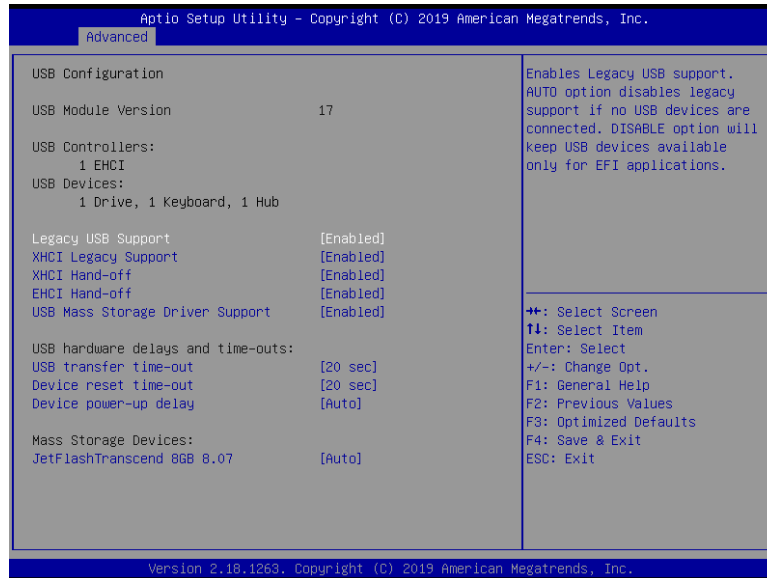 Aptio Setup Utility – Copyright (C) 2019 American Megatrends, Inc.
Advanced
USB Configuration
USB Module Version 17
USB Controllers:
1 EHCI
USB Devices:
1 Drive, 1 Keyboard, 1 Hub
Legacy USB Support [Enabled]
XHCI Legacy Support [Enabled]
XHCI Hand-off [Enabled]
EHCI Hand-off [Enabled]
USB Mass Storage Driver Support [Enabled]
USB hardware delays and time-outs:
USB transfer time-out [20 sec]
Device reset time-out [20 sec]
Device power-up delay [Auto]
Mass Storage Devices:
JetFlashTranscend 8GB 8.07 [Auto]
Enables Legacy USB support.
AUTO option disables legacy
support if no USB devices are
connected. DISABLE option will
keep USB devices available
only for EFI applications.
→←: Select Screen
↑↓: Select Item
Enter: Select
+/-: Change Opt.
F1: General Help
F2: Previous Values
F3: Optimized Defaults
F4: Save & Exit
ESC: Exit
Version 2.18.1263. Copyright (C) 2019 American Megatrends, Inc.